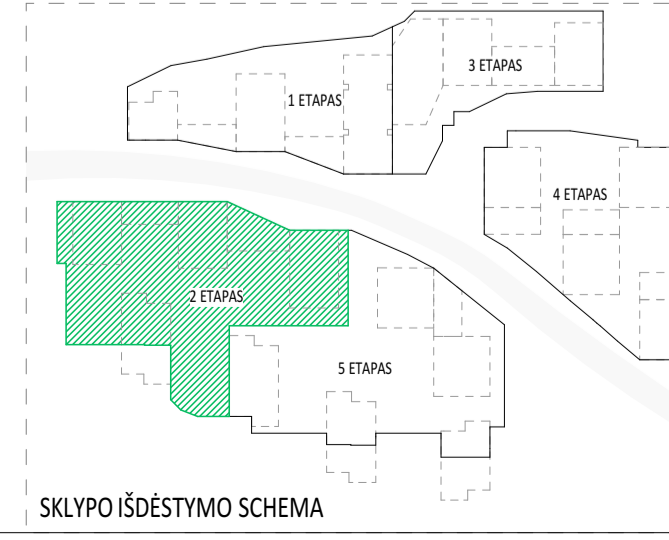 3 ETAPAS
1 ETAPAS
4 ETAPAS
2 ETAPAS
5 ETAPAS
SKLYPO IŠDĖSTYMO SCHEMA